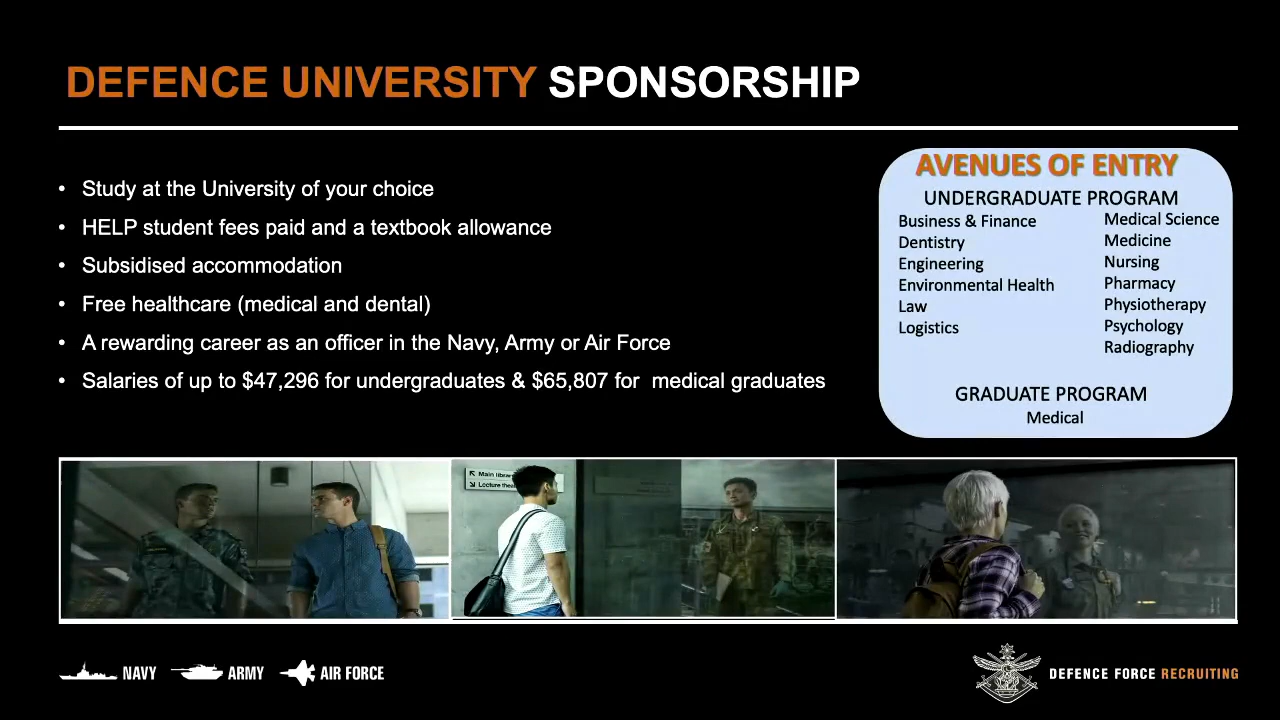 DEFENCE UNIVERSITY SPONSORSHIP
• Study at the University of your choice
• HELP student fees paid and a textbook allowance
• Subsidised accommodation
• Free healthcare (medical and dental)
• A rewarding career as an officer in the Navy, Army or Air Force
• Salaries of up to $47,296 for undergraduates & $65,807 for  medical graduates
AVENUES OF ENTRY
UNDERGRADUATE PROGRAM
Business & Finance
Dentistry
Engineering
Environmental Health
Law
Logistics
Medical Science
Medicine
Nursing
Pharmacy
Physiotherapy
Psychology
Radiography
GRADUATE PROGRAM
Medical
Main
Lecture
NAVY
ARMY
AIR FORCE
DEFENCE FORCE RECRUITING